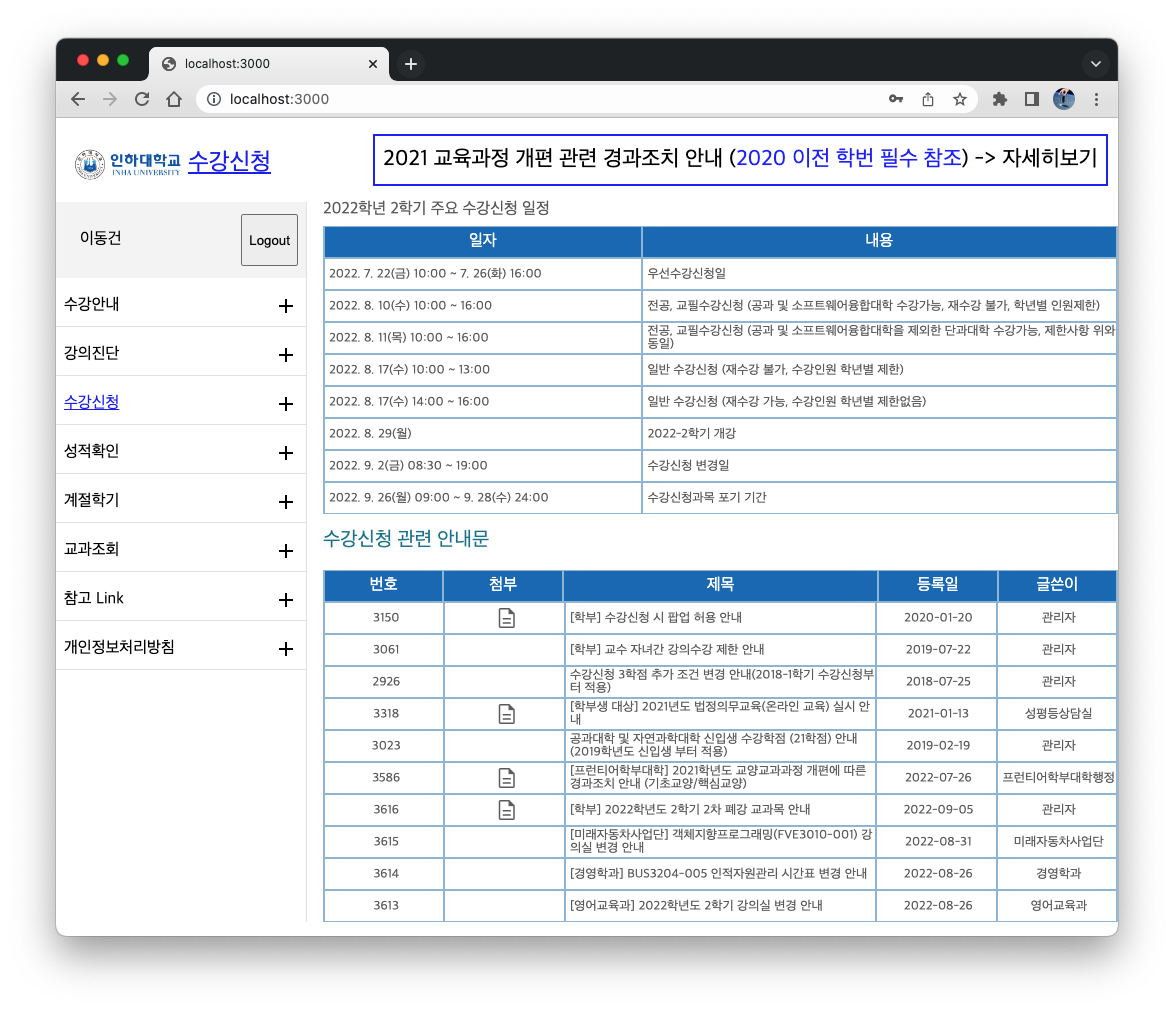 localhost:3000
localhost:3000
인하대학교
INHA UNIVERSITY
수강신청
2021 교육과정 개편 관련 경과조치 안내 (2020 이전 학번 필수 참조) -> 자세히보기
이동건
Logout
수강안내
강의진단
수강신청
성적확인
계절학기
교과조회
참고 Link
개인정보처리방침
2022학년 2학기 주요 수강신청 일정
일자 내용
2022. 7. 22(금) 10:00 ~ 7. 26(화) 16:00 우선수강신청일
2022. 8. 10(수) 10:00 ~ 16:00 전공, 교필수강신청 (공과 및 소프트웨어융합대학 수강가능, 재수강 불가, 학년별 인원제한)
2022. 8. 11(목) 10:00 ~ 16:00 전공, 교필수강신청 (공과 및 소프트웨어융합대학을 제외한 단과대학 수강가능, 제한사항 위와
동일)
2022. 8. 17(수) 10:00 ~ 13:00 일반 수강신청 (재수강 불가, 수강인원 학년별 제한)
2022. 8. 17(수) 14:00 ~ 16:00 일반 수강신청 (재수강 가능, 수강인원 학년별 제한없음)
2022. 8. 29(월) 2022-2학기 개강
2022. 9. 2(금) 08:30 ~ 19:00 수강신청 변경일
2022. 9. 26(월) 09:00 ~ 9. 28(수) 24:00 수강신청과목 포기 기간
수강신청 관련 안내문
번호 첨부 제목 등록일 글쓴이
3150 [학부] 수강신청 시 팝업 허용 안내 2020-01-20 관리자
3061 [학부] 교수 자녀간 강의수강 제한 안내 2019-07-22 관리자
2926 수강신청 3학점 추가 조건 변경 안내(2018-1학기 수강신청부
터 적용) 2018-07-25 관리자
3318 [학부생 대상] 2021년도 법정의무교육(온라인 교육) 실시 안
내 2021-01-13 성평등상담실
3023 공과대학 및 자연과학대학 신입생 수강학점 (21학점) 안내
(2019학년도 신입생 부터 적용) 2019-02-19 관리자
3586 [프런티어학부대학] 2021학년도 교양교과과정 개편에 따른
경과조치 안내 (기초교양/핵심교양) 2022-07-26 프런티어학부대학행정
3616 [학부] 2022학년도 2학기 2차 폐강 교과목 안내 2022-09-05 관리자
3615 [미래자동차사업단] 객체지향프로그래밍(FVE3010-001) 강
의실 변경 안내 2022-08-31 미래자동차사업단
3614 [경영학과] BUS3204-005 인적자원관리 시간표 변경 안내 2022-08-26 경영학과
3613 [영어교육과] 2022학년도 2학기 강의실 변경 안내 2022-08-26 영어교육과